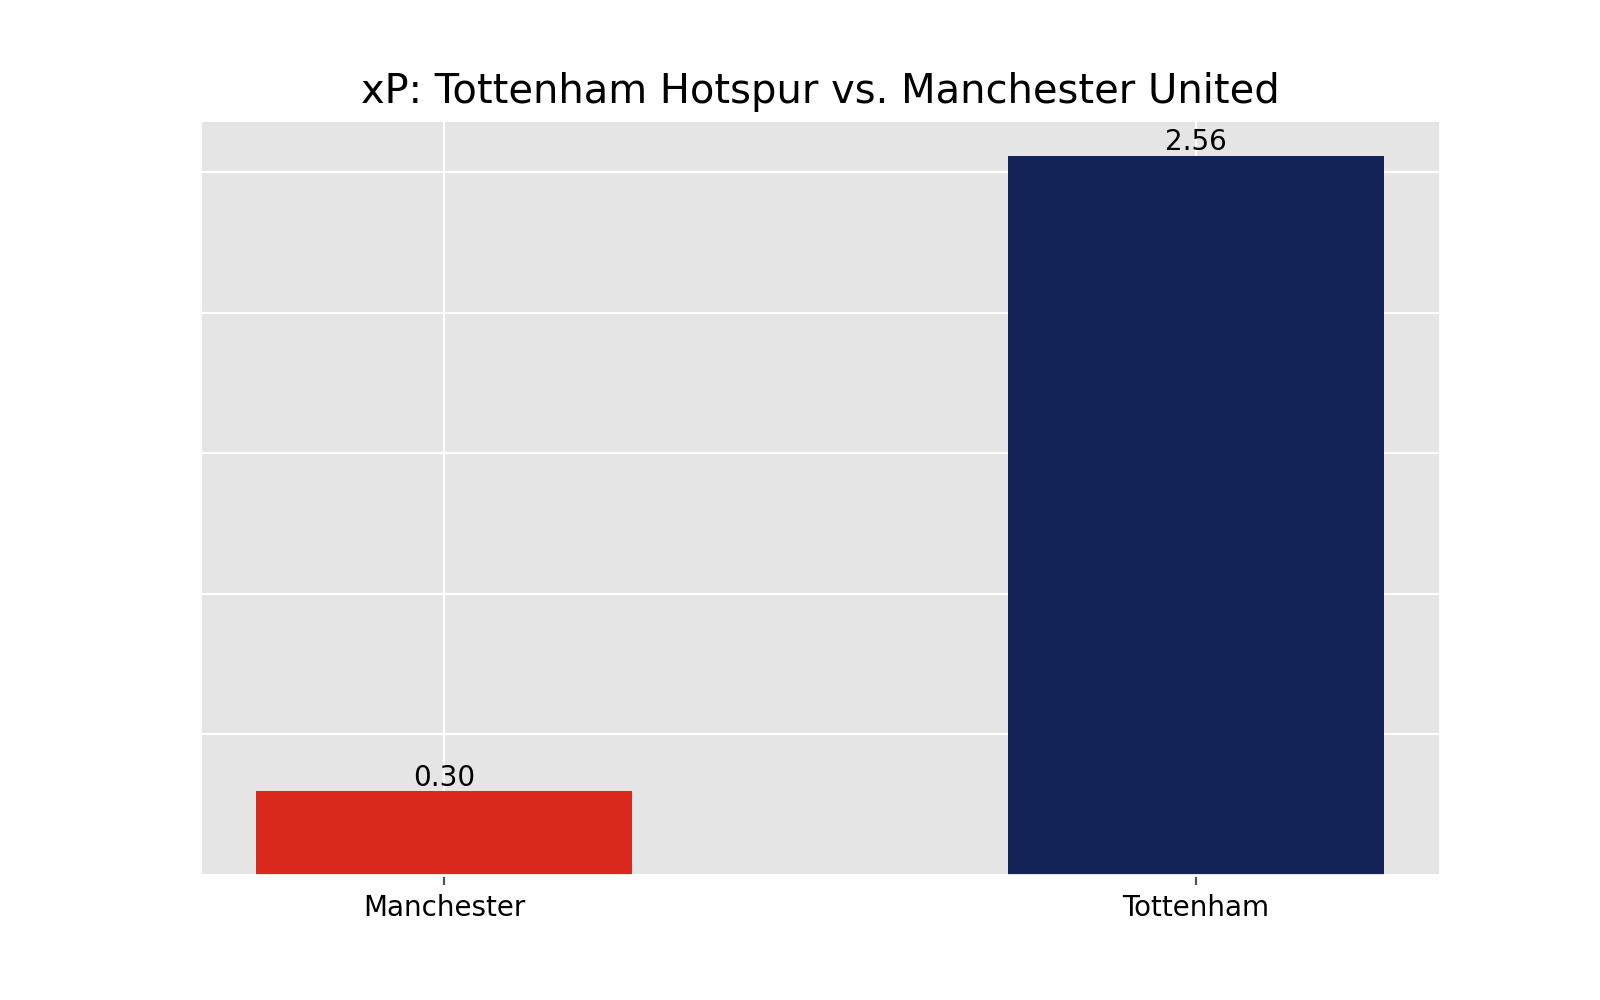 xP: Tottenham Hotspur vs. Manchester United
2.56
0.30
Manchester
Tottenham